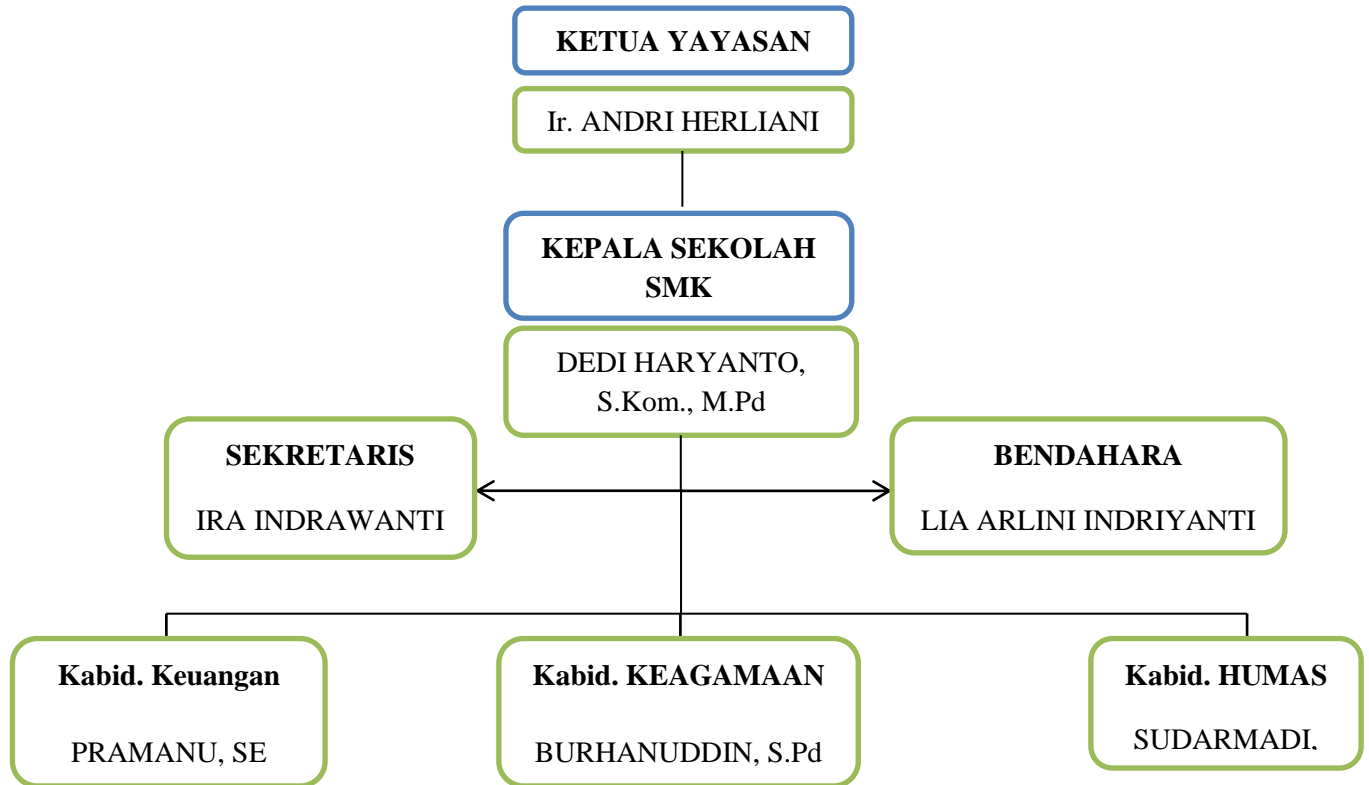 KETUA YAYASAN
Ir. ANDRI HERLIANI
KEPALA SEKOLAH
SMK
DEDI HARYANTO,
S.Kom., M.Pd
SEKRETARIS
IRA INDRAWANTI
BENDAHARA
LIA ARLINI INDRIYANTI
Kabid. Keuangan
PRAMANU, SE
Kabid. KEAGAMAAN
BURHANUDDIN, S.Pd
Kabid. HUMAS
SUDARMADI,